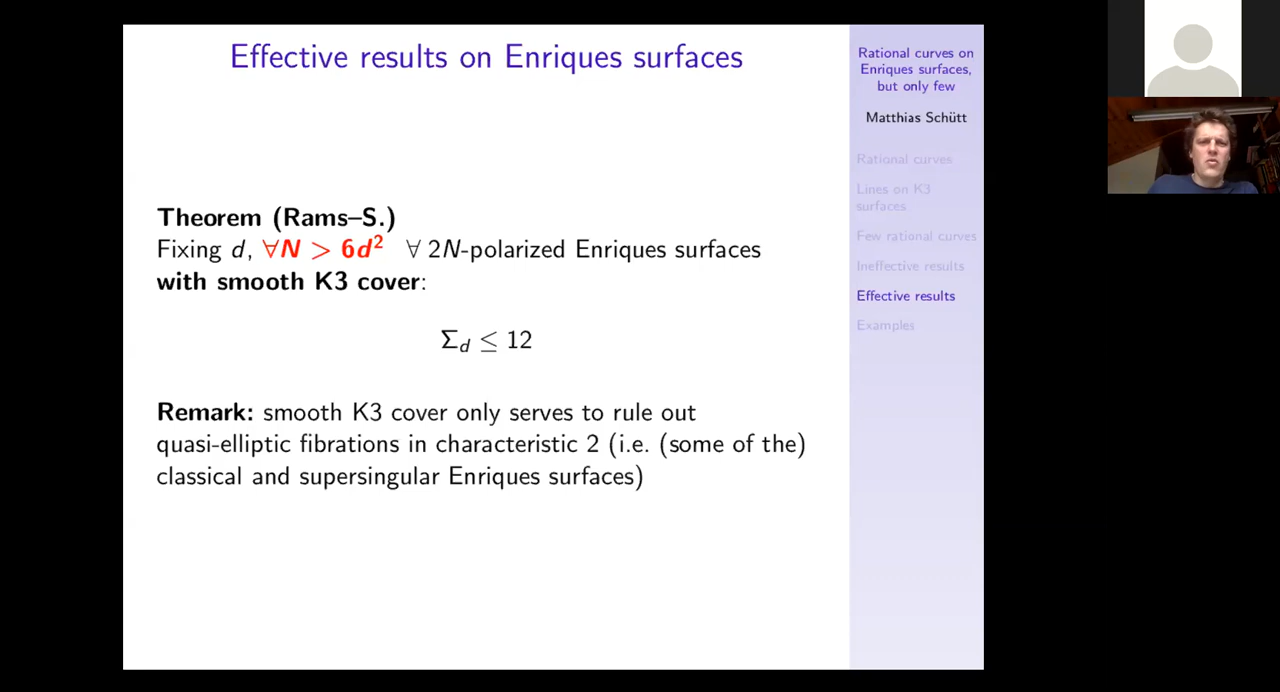 Effective results on Enriques surfaces
Theorem (Rams–S.)
Fixing d, ∀N > 6d² ∀ 2N-polarized Enriques surfaces
with smooth K3 cover:
Σ_d ≤ 12
Remark: smooth K3 cover only serves to rule out
quasi-elliptic fibrations in characteristic 2 (i.e. (some of the)
classical and supersingular Enriques surfaces)
Rational curves on
Enriques surfaces,
but only few
Matthias Schütt
Rational curves
Lines on K3
surfaces
Few rational curves
Ineffective results
Effective results
Examples